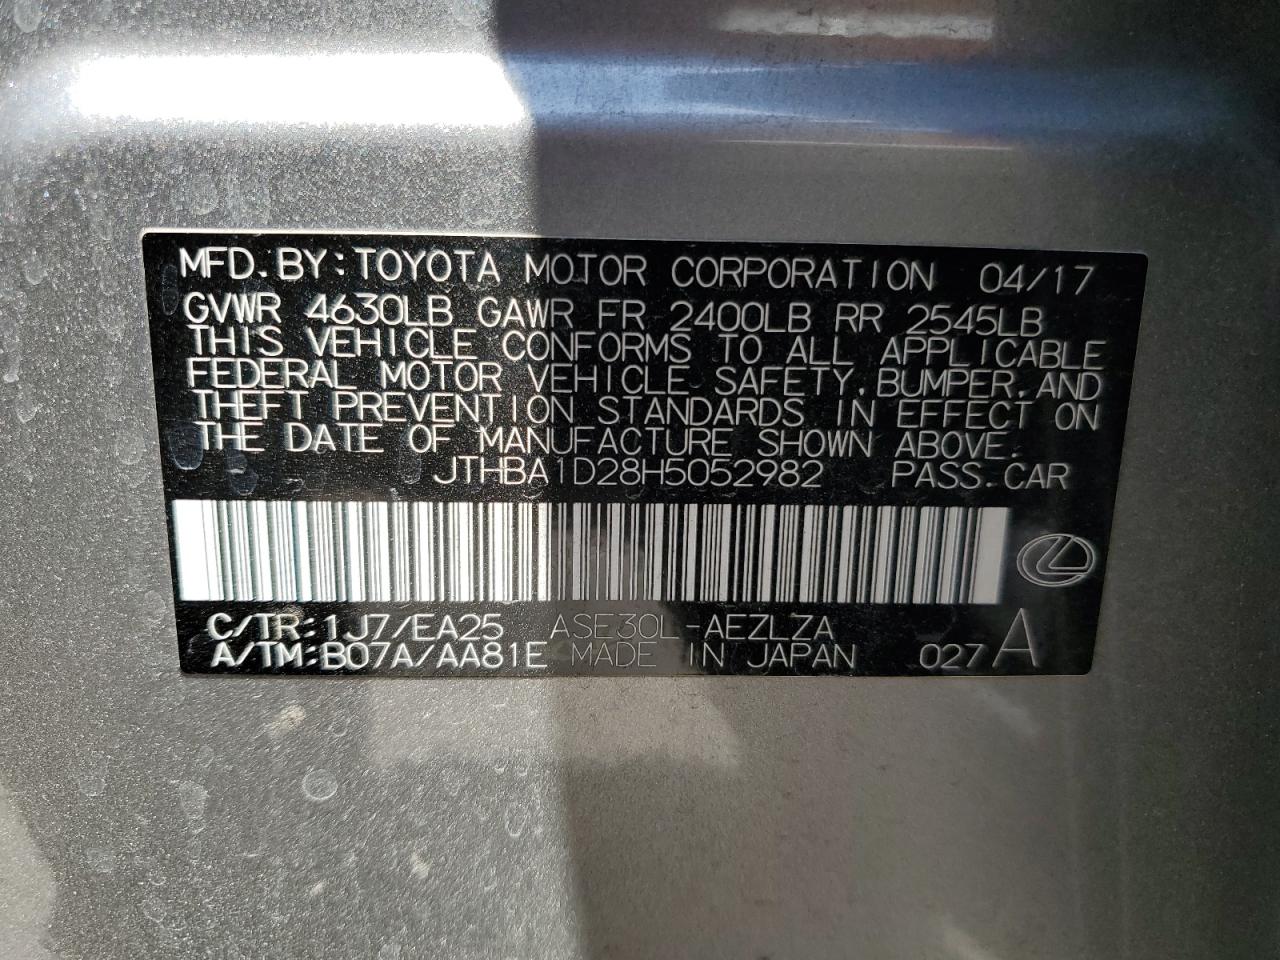 MFD.BY:TOYOTA MOTOR CORPORATION 04/17
GVWR 4630LB GAWR FR 2400LB RR 2545LB
THIS VEHICLE CONFORMS TO ALL APPLICABLE
FEDERAL MOTOR VEHICLE SAFETY,BUMPER,AND
THEFT PREVENTION STANDARDS IN EFFECT ON
THE DATE OF MANUFACTURE SHOWN ABOVE.
JTHBA1D28H5052982 PASS.CAR
C/TR:1J7/EA25 ASE30L-AEZLZA
A/TM:B07A/AA81E MADE IN JAPAN 027 A